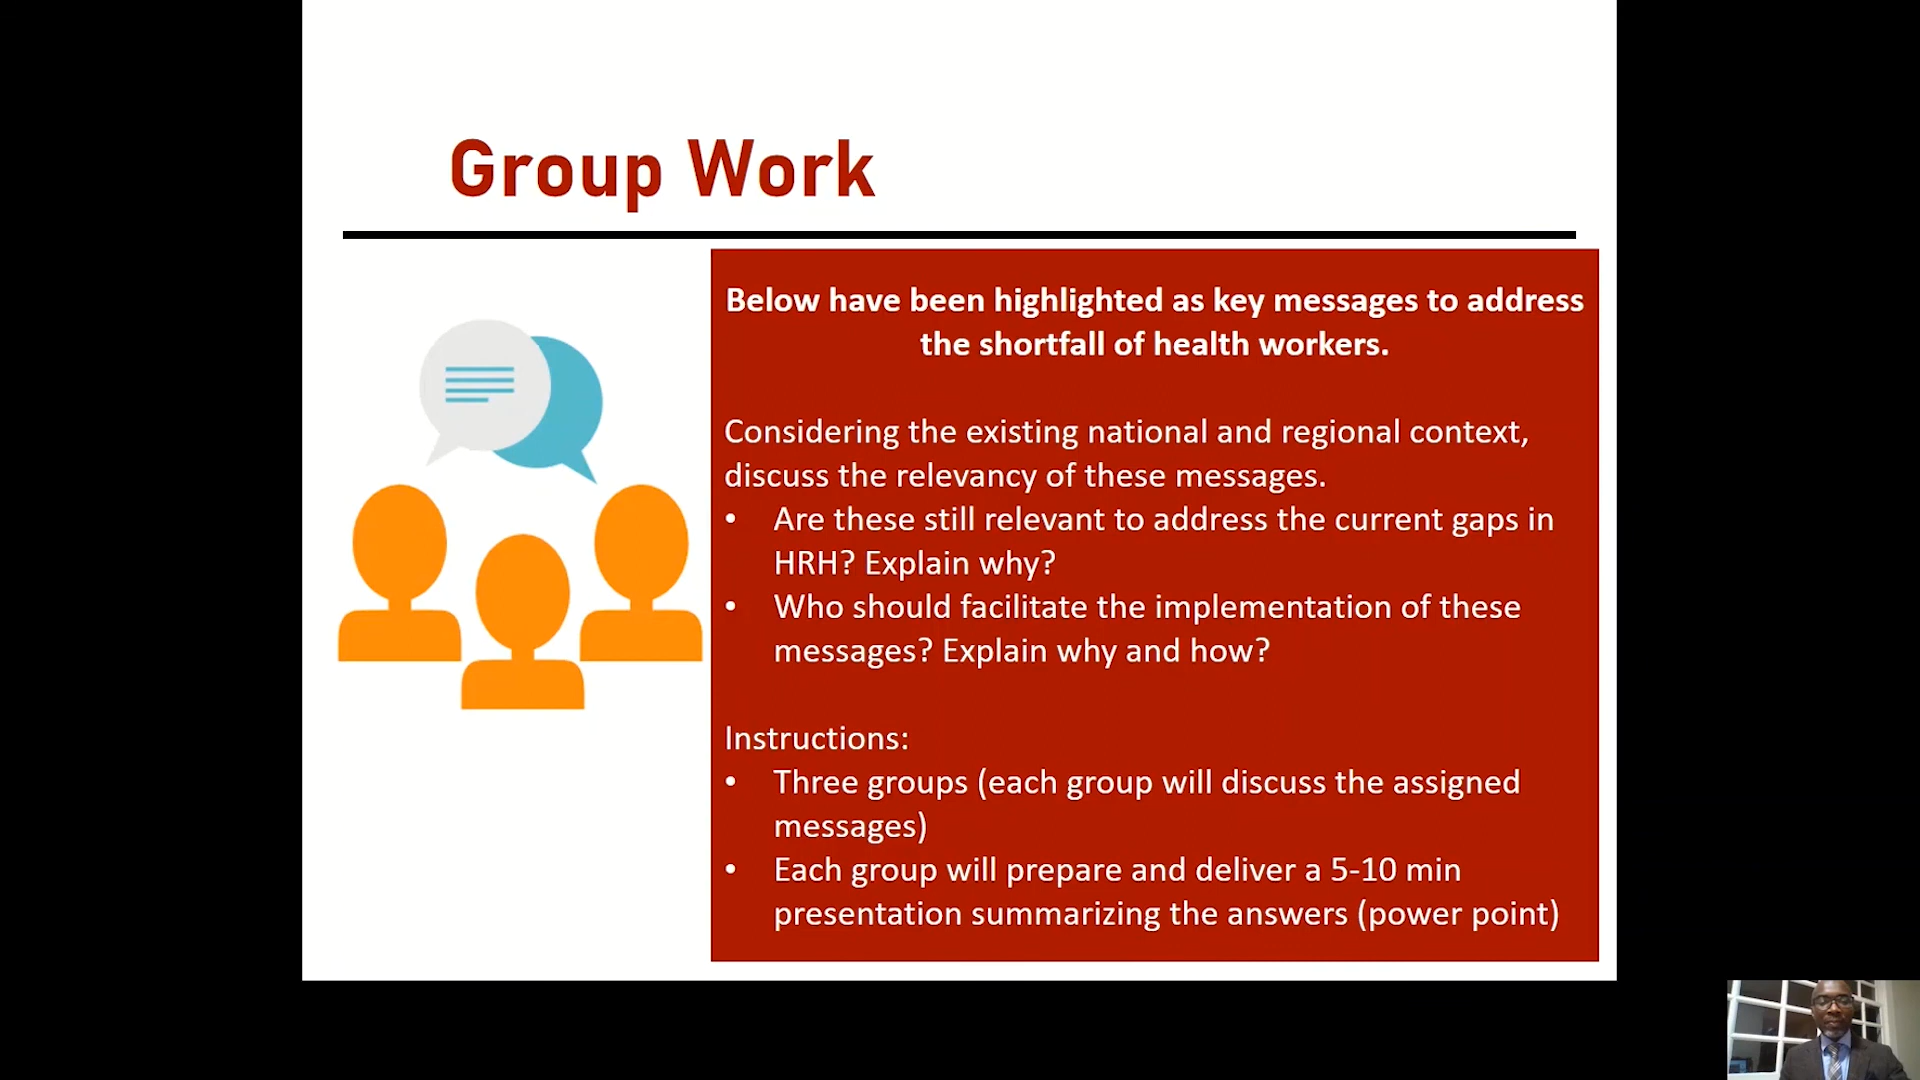 Group Work
Below have been highlighted as key messages to address
the shortfall of health workers.
Considering the existing national and regional context,
discuss the relevancy of these messages.
• Are these still relevant to address the current gaps in
HRH? Explain why?
• Who should facilitate the implementation of these
messages? Explain why and how?
Instructions:
• Three groups (each group will discuss the assigned
messages)
• Each group will prepare and deliver a 5-10 min
presentation summarizing the answers (power point)